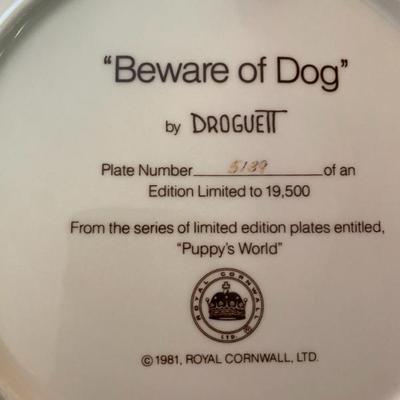 “Beware of Dog”
by DROGUETT
Plate Number 5139 of an
Edition Limited to 19,500
From the series of limited edition plates entitled,
“Puppy's World”
ROYAL CORNWALL
LTD.
© 1981, ROYAL CORNWALL, LTD.